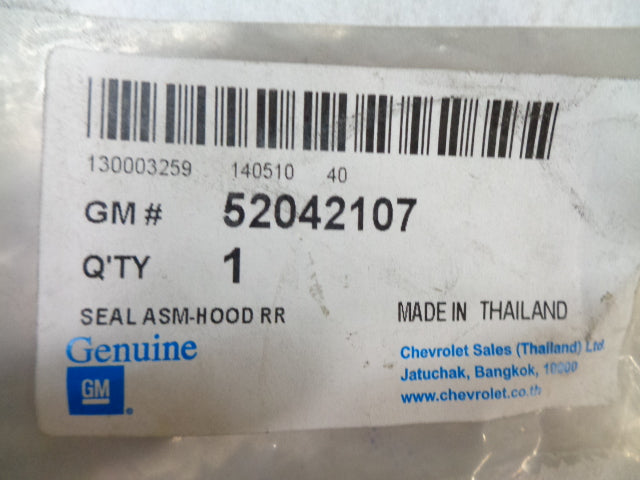 130003259 140510 40
GM # 52042107
Q'TY 1
SEAL ASM-HOOD RR MADE IN THAILAND
Genuine
GM
®
Chevrolet Sales (Thailand) Ltd.
Jatuchak, Bangkok, 10900
www.chevrolet.co.th